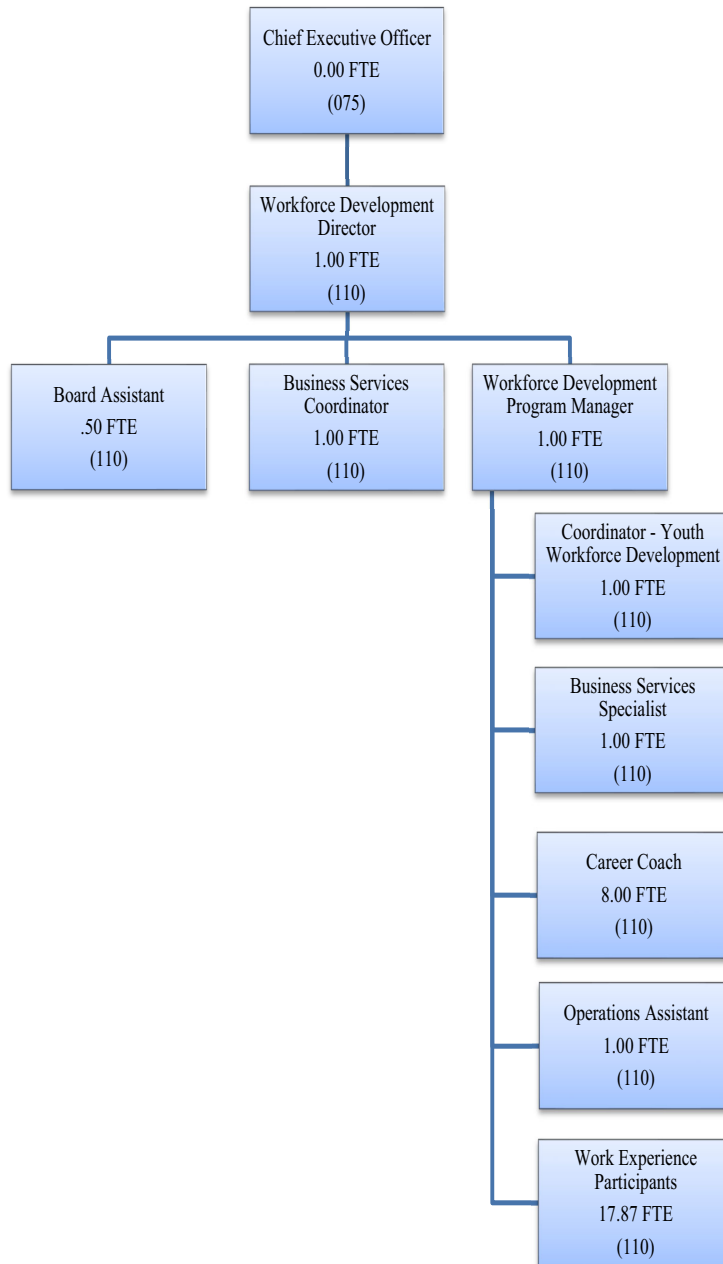 Chief Executive Officer
0.00 FTE
(075)
Workforce Development
Director
1.00 FTE
(110)
Board Assistant
.50 FTE
(110)
Business Services
Coordinator
1.00 FTE
(110)
Workforce Development
Program Manager
1.00 FTE
(110)
Coordinator - Youth
Workforce Development
1.00 FTE
(110)
Business Services
Specialist
1.00 FTE
(110)
Career Coach
8.00 FTE
(110)
Operations Assistant
1.00 FTE
(110)
Work Experience
Participants
17.87 FTE
(110)